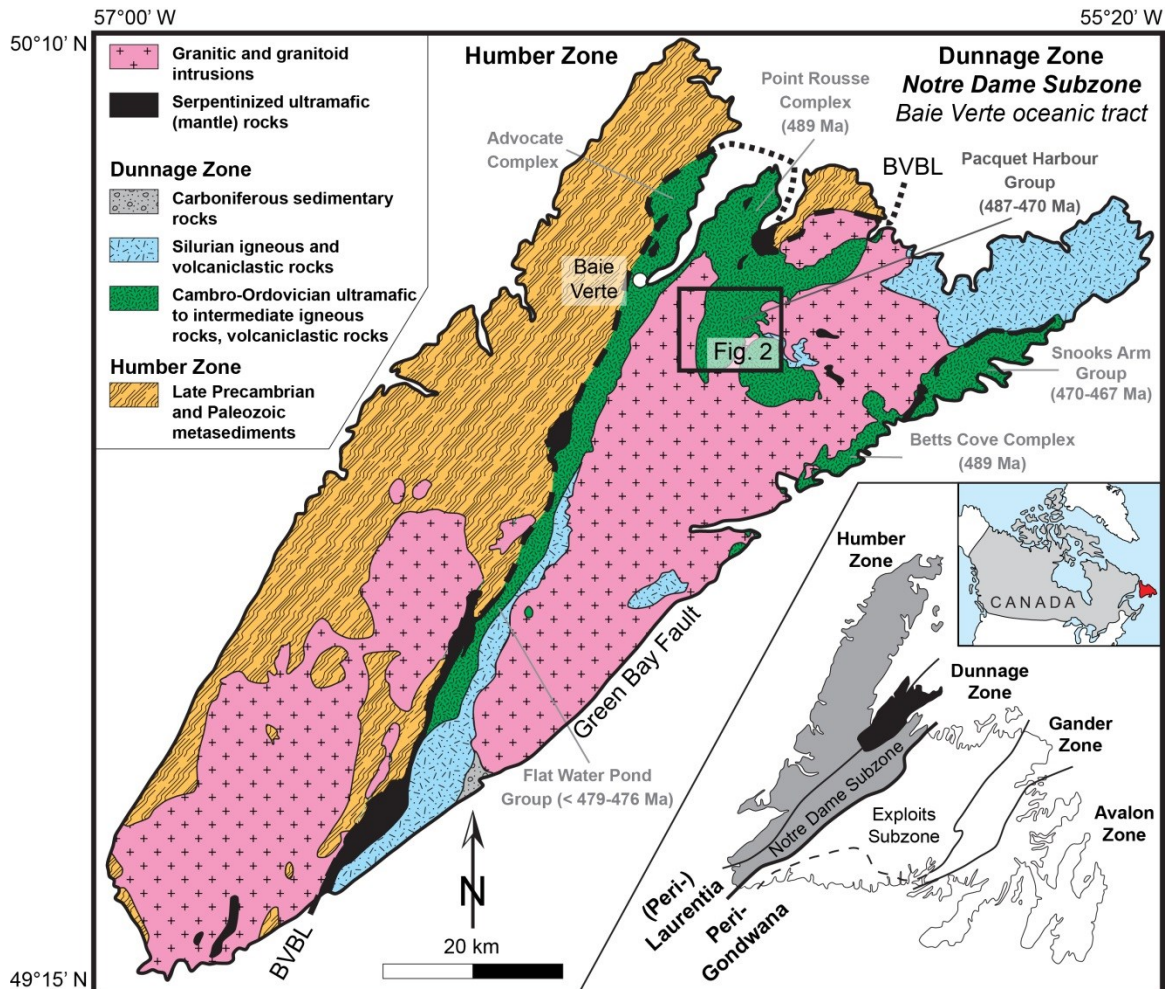 57°00' W
55°20' W
50°10' N
49°15' N
Granitic and granitoid
intrusions
Serpentinized ultramafic
(mantle) rocks
Dunnage Zone
Carboniferous sedimentary
rocks
Silurian igneous and
volcaniclastic rocks
Cambro-Ordovician ultramafic
to intermediate igneous
rocks, volcaniclastic rocks
Humber Zone
Late Precambrian
and Paleozoic
metasediments
Humber Zone
Dunnage Zone
Notre Dame Subzone
Baie Verte oceanic tract
Point Rousse
Complex
(489 Ma)
Advocate
Complex
Pacquet Harbour
Group
(487-470 Ma)
BVBL
Baie
Verte
Fig. 2
Snooks Arm
Group
(470-467 Ma)
Betts Cove Complex
(489 Ma)
Green Bay Fault
Flat Water Pond
Group (< 479-476 Ma)
BVBL
N
20 km
CANADA
Humber
Zone
Dunnage
Zone
Gander
Zone
Avalon
Zone
Notre Dame Subzone
Exploits
Subzone
(Peri-)
Laurentia
Peri-
Gondwana